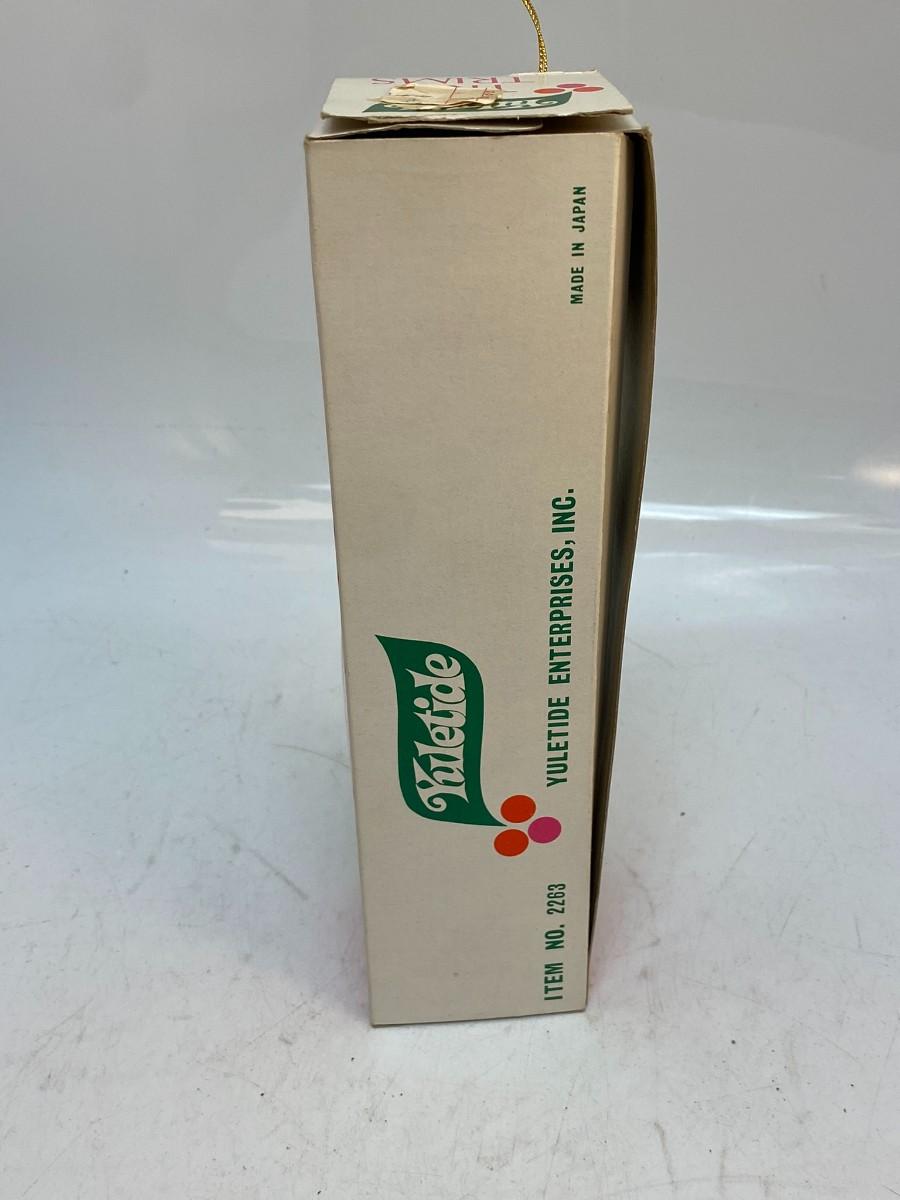 TRIMS
Yuletide
YULETIDE ENTERPRISES, INC.
ITEM NO. 2263
MADE IN JAPAN